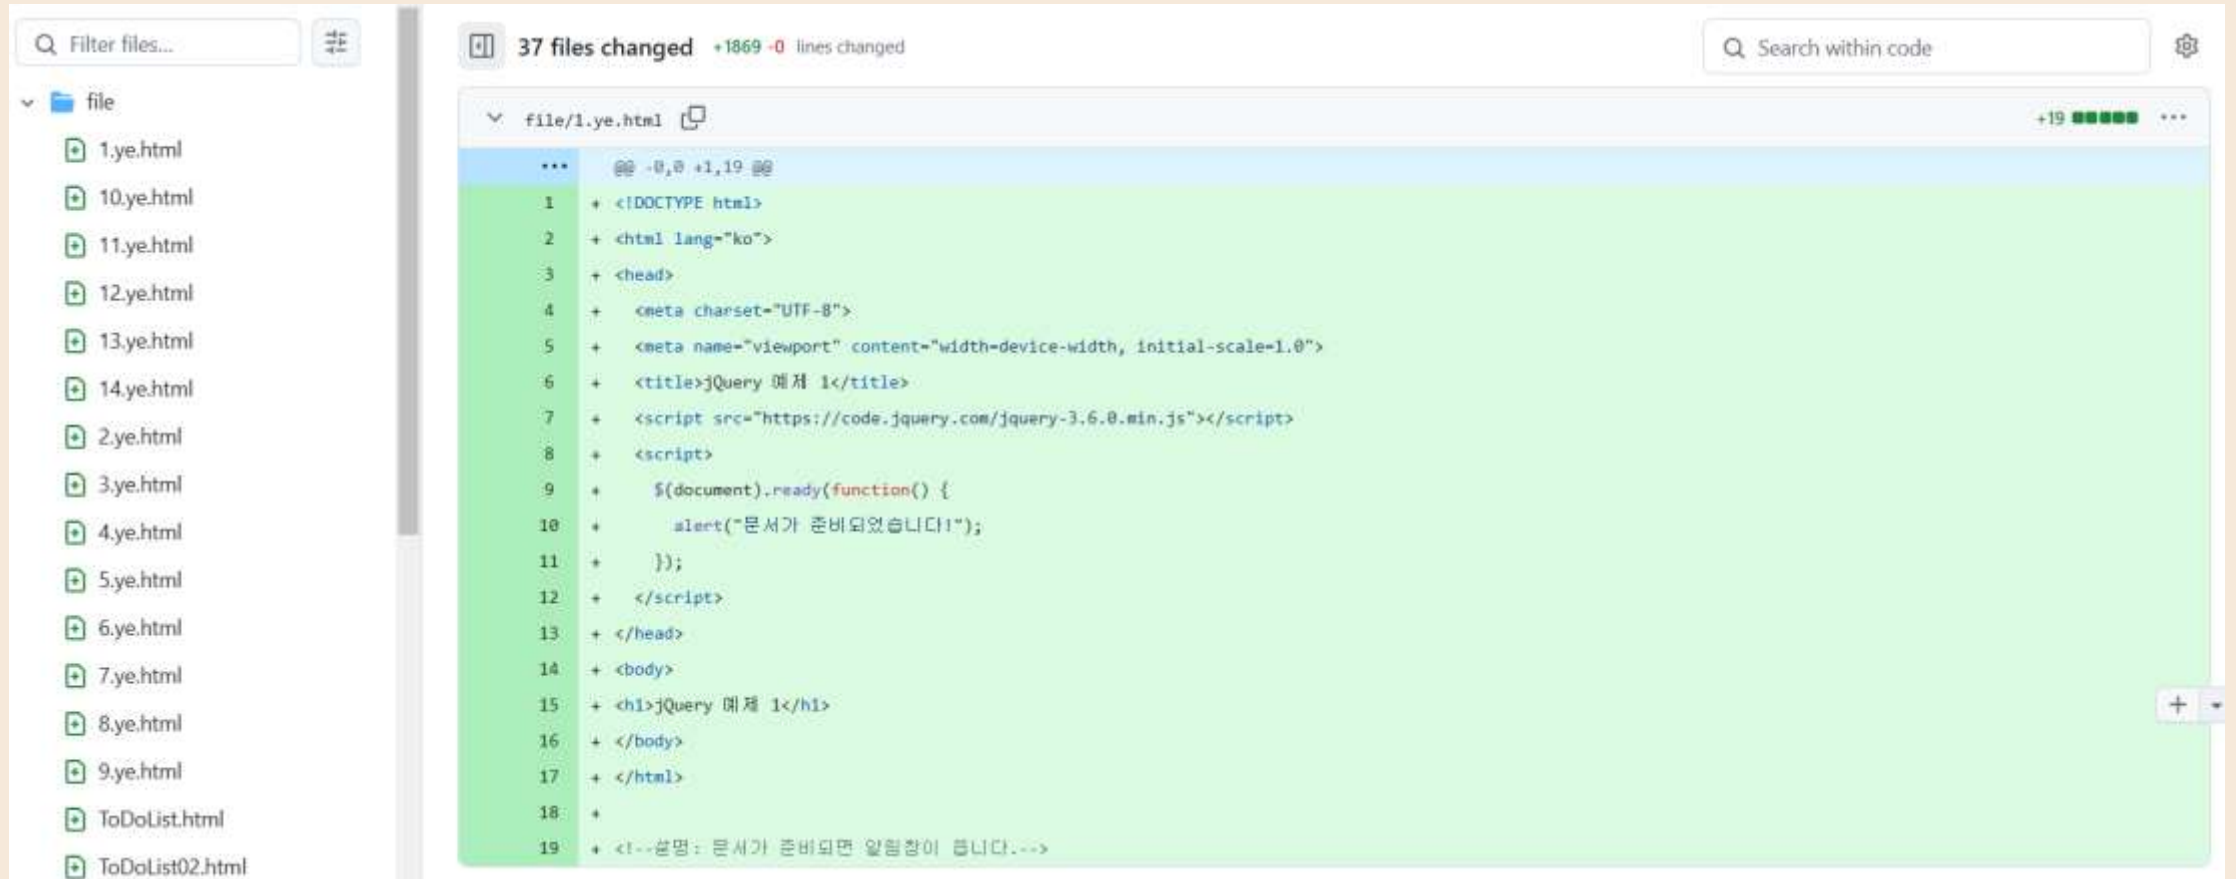 Filter files...
file
1.ye.html
10.ye.html
11.ye.html
12.ye.html
13.ye.html
14.ye.html
2.ye.html
3.ye.html
4.ye.html
5.ye.html
6.ye.html
7.ye.html
8.ye.html
9.ye.html
ToDoList.html
ToDoList02.html
37 files changed +1869 -0 lines changed
Search within code
file/1.ye.html
+19
@@ -0,0 +1,19 @@
1 + <!DOCTYPE html>
2 + <html lang="ko">
3 + <head>
4 + <meta charset="UTF-8">
5 + <meta name="viewport" content="width=device-width, initial-scale=1.0">
6 + <title>jQuery 예제 1</title>
7 + <script src="https://code.jquery.com/jquery-3.6.0.min.js"></script>
8 + <script>
9 + $(document).ready(function() {
10 + alert("문서가 준비되었습니다!");
11 + });
12 + </script>
13 + </head>
14 + <body>
15 + <h1>jQuery 예제 1</h1>
16 + </body>
17 + </html>
18 +
19 + <!--설명: 문서가 준비되면 알림창이 뜹니다.-->